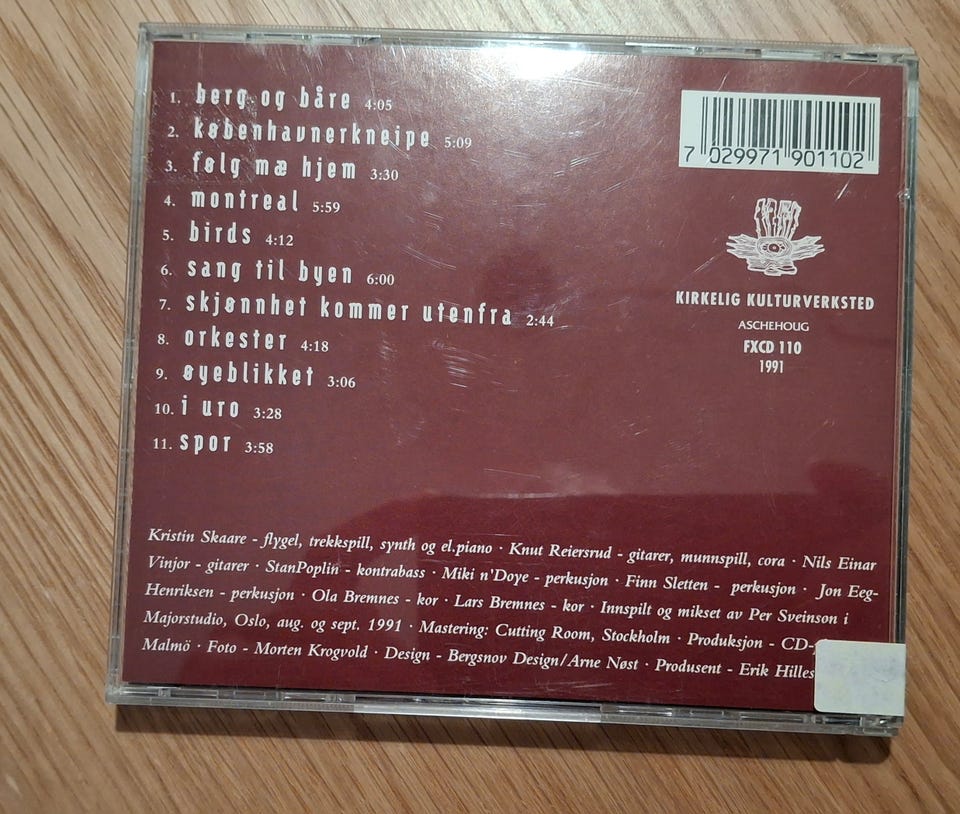 1. berg og båre 4:05
2. københavnerkneipe 5:09
3. følg mæ hjem 3:30
4. montreal 5:59
5. birds 4:12
6. sang til byen 6:00
7. skjønnhet kommer utenfra 2:44
8. orkester 4:18
9. øyeblikket 3:06
10. i uro 3:28
11. spor 3:58
7 029971 901102
KIRKELIG KULTURVERKSTED
ASCHEHOUG
FXCD 110
1991
Kristin Skaare - flygel, trekkspill, synth og el.piano · Knut Reiersrud - gitarer, munnspill, cora · Nils Einar
Vinjor - gitarer · StanPoplin - kontrabass · Miki n'Doye - perkusjon · Finn Sletten - perkusjon · Jon Eeg-
Henriksen - perkusjon · Ola Bremnes - kor · Lars Bremnes - kor · Innspilt og mikset av Per Sveinson i
Majorstudio, Oslo, aug. og sept. 1991 · Mastering: Cutting Room, Stockholm · Produksjon - CD-
Malmö · Foto - Morten Krogvold · Design - Bergsnov Design/Arne Nøst · Produsent - Erik Hilles